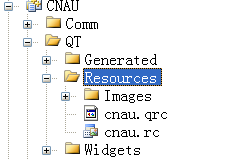 CNAU
Comm
QT
Generated
Resources
Images
cnau.qrc
cnau.rc
Widgets